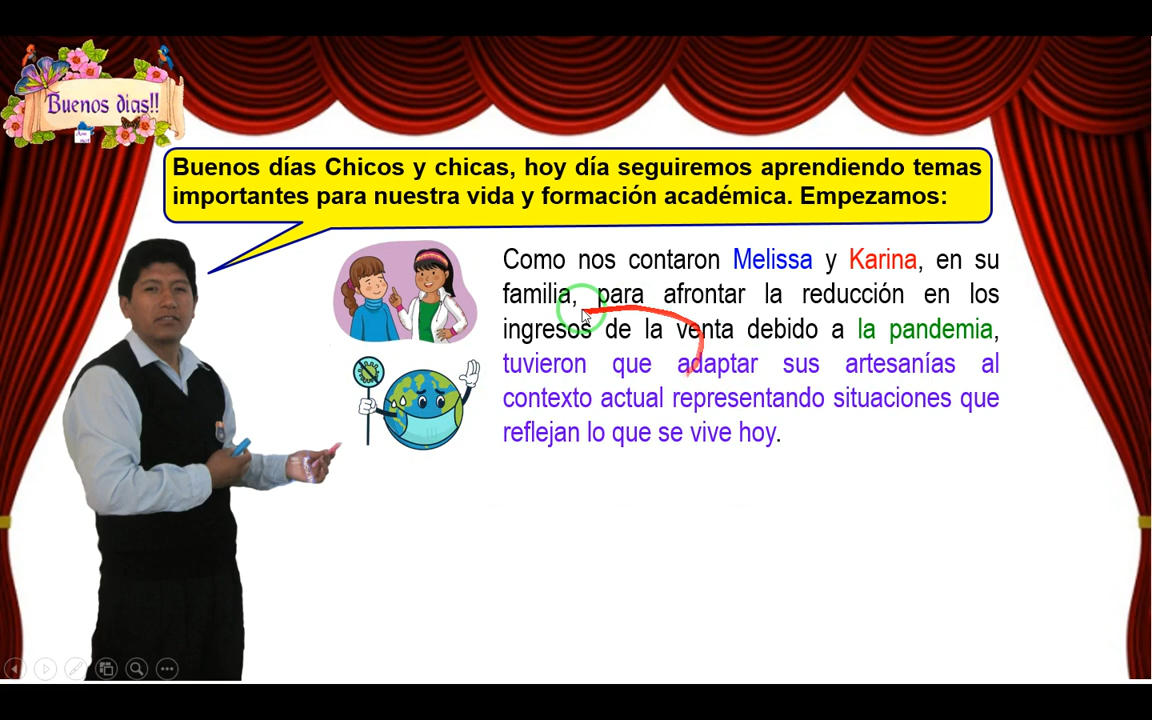 Buenos dias!!
Buenos días Chicos y chicas, hoy día seguiremos aprendiendo temas
importantes para nuestra vida y formación académica. Empezamos:
Como nos contaron Melissa y Karina, en su
familia, para afrontar la reducción en los
ingresos de la venta debido a la pandemia,
tuvieron que adaptar sus artesanías al
contexto actual representando situaciones que
reflejan lo que se vive hoy.